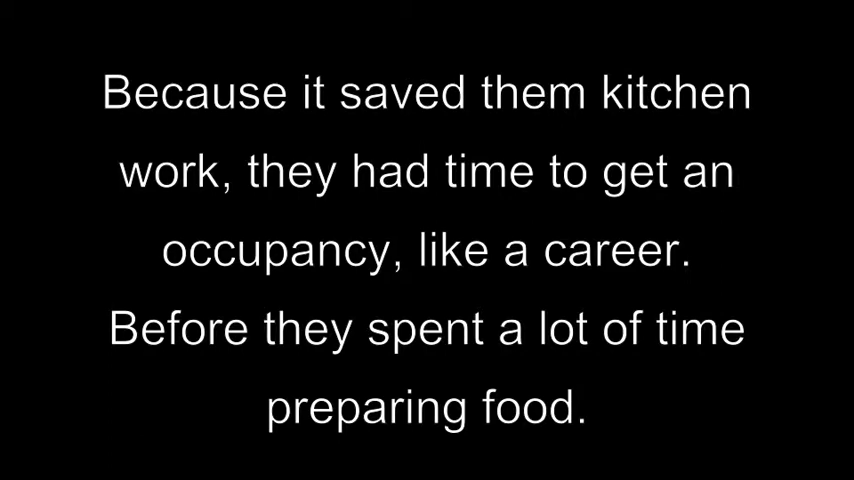 Because it saved them kitchen
work, they had time to get an
occupancy, like a career.
Before they spent a lot of time
preparing food.